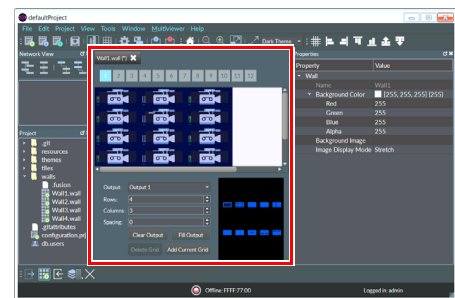 defaultProject
File Edit Project View Tools Window Multiviewer Help
Dark Theme
Network View
Wall1.wall (*)
Properties
1 2 3 4 5 6 7 8 9 10 11 12
Property Value
Wall
Name Wall1
Background Color [255, 255, 255] (255)
Red 255
Green 255
Blue 255
Alpha 255
Background Image
Image Display Mode Stretch
Project
.git
resources
themes
tiles
walls
.fusion
Wall1.wall
Wall2.wall
Wall3.wall
Wall4.wall
.gitattributes
configuration.prj
db.users
Output: Output 1
Rows: 4
Columns: 3
Spacing: 0
Clear Output Fill Output
Delete Grid Add Current Grid
Offline: FFFF:77:00
Logged in: admin